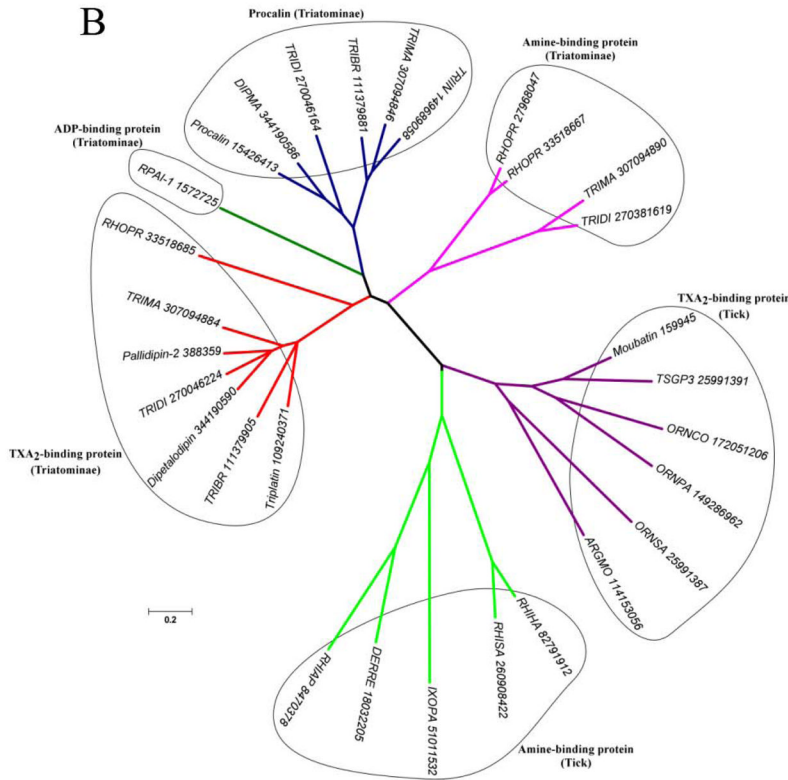 B
Procalin (Triatominae)
Procalin 15426413
DIPMA 344190586
TRIDI 270046164
TRIBR 111379881
TRIMA 307094846
TRIIN 149689058
Amine-binding protein
(Triatominae)
RHOPR 27968047
RHOPR 33518667
TRIMA 307094890
TRIDI 270381619
ADP-binding protein
(Triatominae)
RPAI-1 1572725
RHOPR 33518685
TRIMA 307094884
Pallidipin-2 388359
TRIDI 270046224
Dipetalodipin 344190590
TRIBR 111379905
Triplatin 109240371
TXA2-binding protein
(Triatominae)
TXA2-binding protein
(Tick)
Moubatin 159945
TSGP3 25991391
ORNCO 172051206
ORNPA 149286962
ORNSA 25991387
ARGMO 114153056
0.2
RHIAP 8470378
DERRE 18032205
IXOPA 51011532
RHISA 260908422
RHIHA 82791912
Amine-binding protein
(Tick)